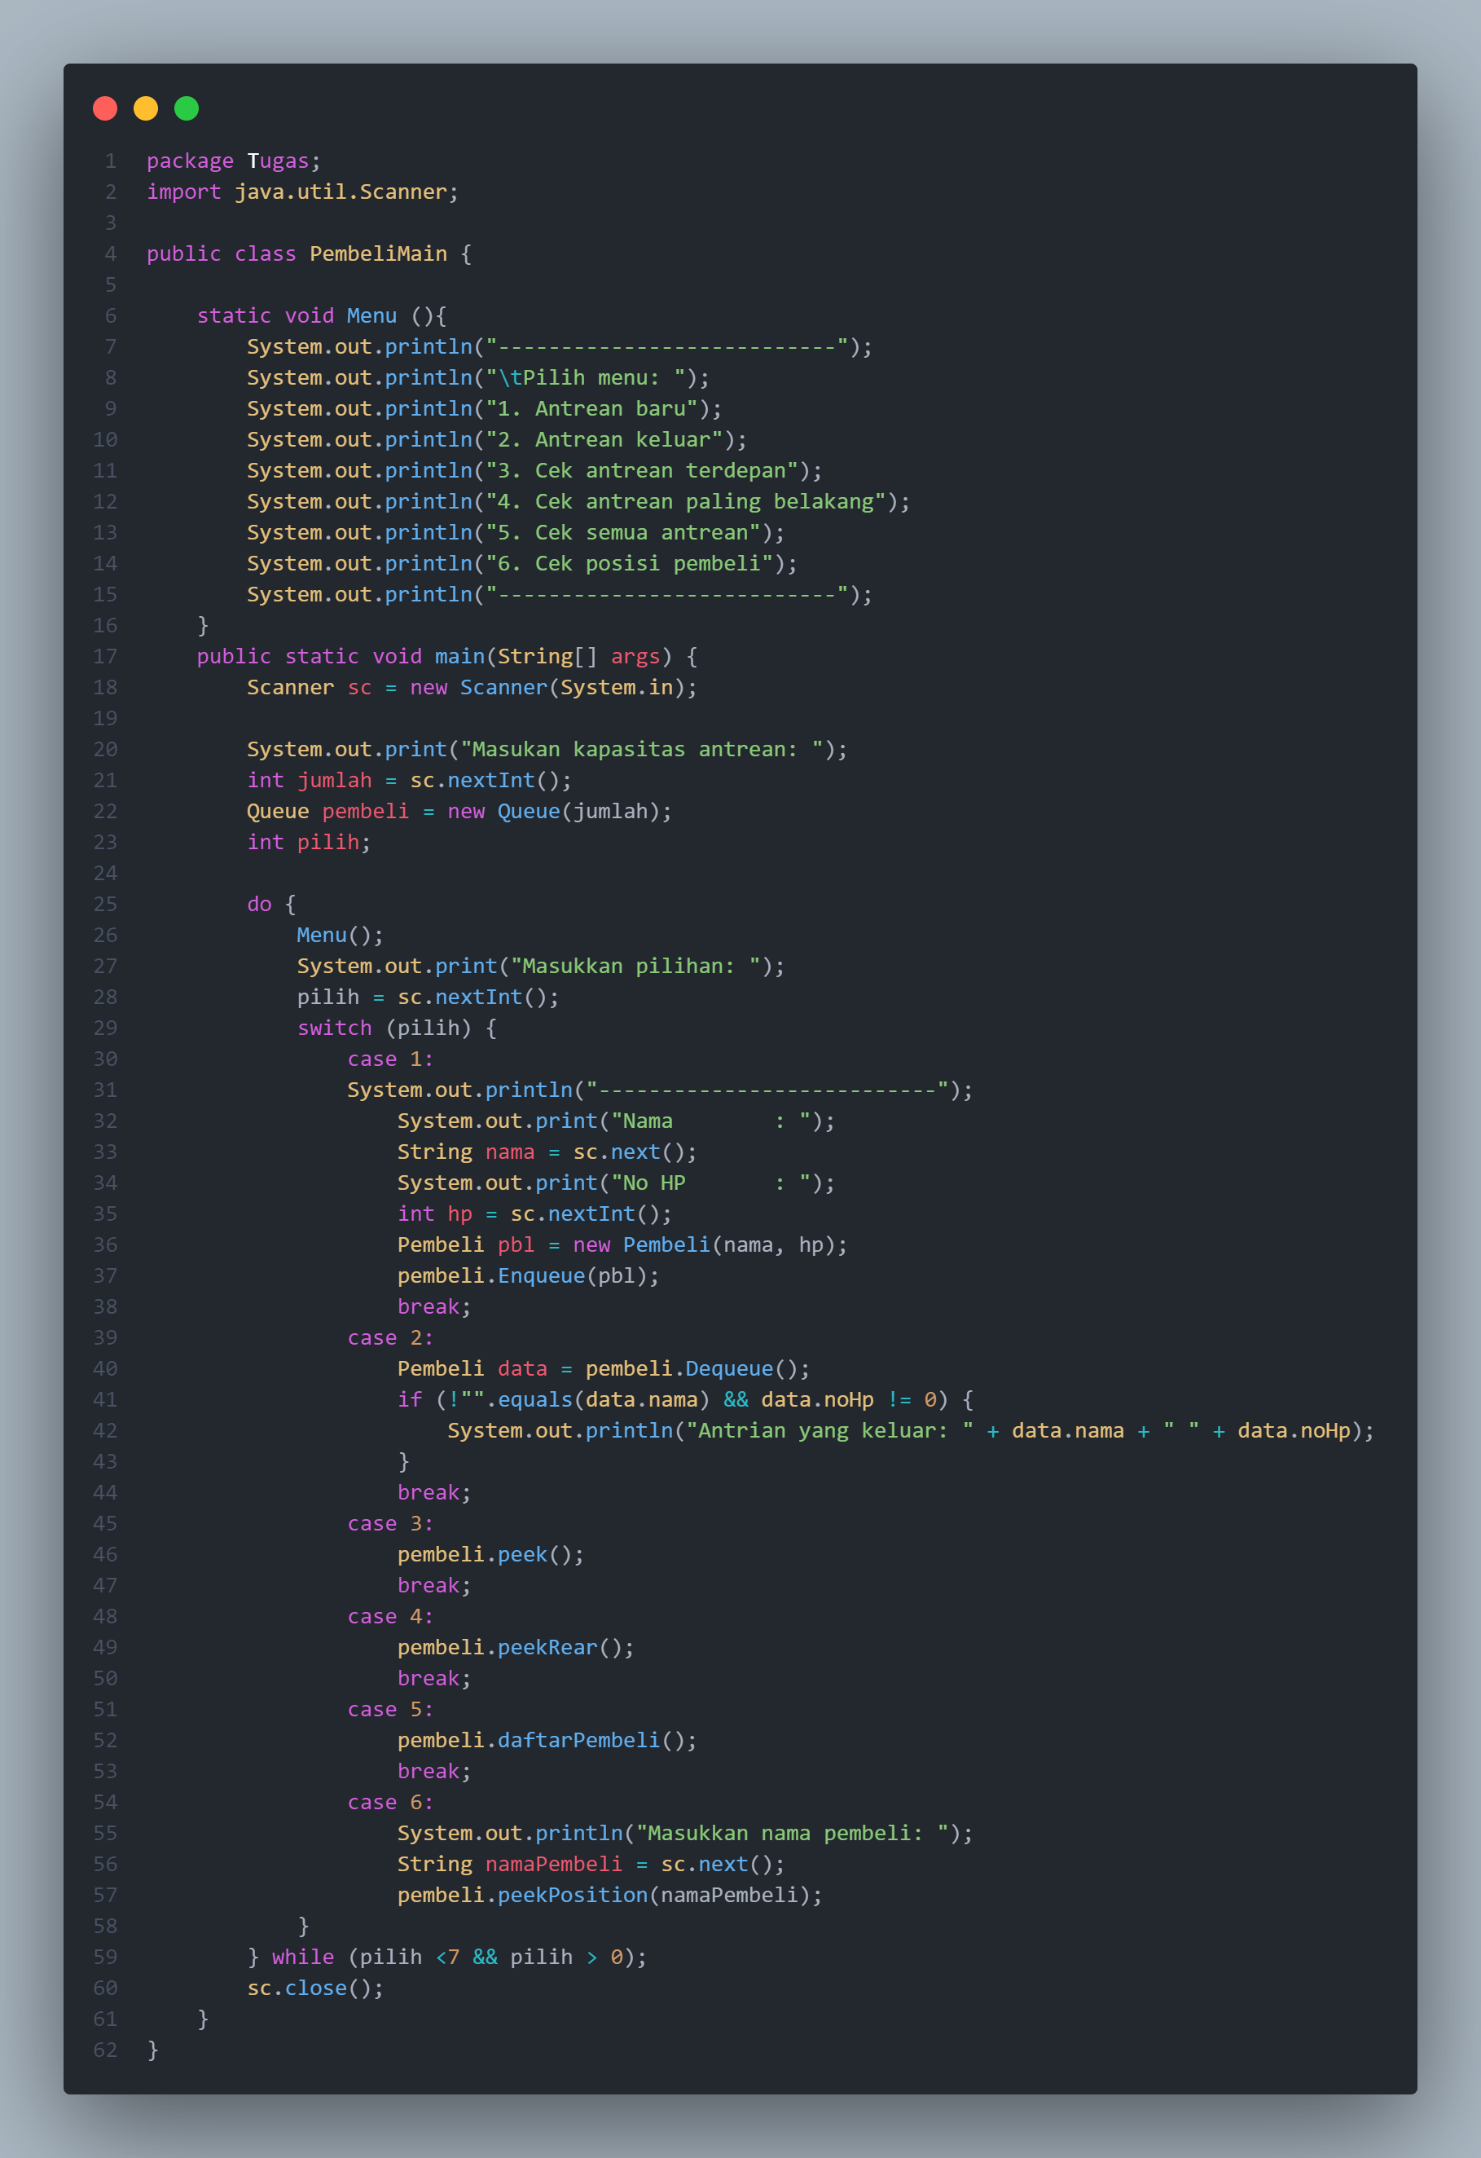 1 package Tugas;
2 import java.util.Scanner;
3
4 public class PembeliMain {
5
6     static void Menu (){
7         System.out.println("---------------------------");
8         System.out.println("\tPilih menu: ");
9         System.out.println("1. Antrean baru");
10         System.out.println("2. Antrean keluar");
11         System.out.println("3. Cek antrean terdepan");
12         System.out.println("4. Cek antrean paling belakang");
13         System.out.println("5. Cek semua antrean");
14         System.out.println("6. Cek posisi pembeli");
15         System.out.println("---------------------------");
16     }
17     public static void main(String[] args) {
18         Scanner sc = new Scanner(System.in);
19
20         System.out.print("Masukan kapasitas antrean: ");
21         int jumlah = sc.nextInt();
22         Queue pembeli = new Queue(jumlah);
23         int pilih;
24
25         do {
26             Menu();
27             System.out.print("Masukkan pilihan: ");
28             pilih = sc.nextInt();
29             switch (pilih) {
30                 case 1:
31                 System.out.println("---------------------------");
32                     System.out.print("Nama        : ");
33                     String nama = sc.next();
34                     System.out.print("No HP       : ");
35                     int hp = sc.nextInt();
36                     Pembeli pbl = new Pembeli(nama, hp);
37                     pembeli.Enqueue(pbl);
38                     break;
39                 case 2:
40                     Pembeli data = pembeli.Dequeue();
41                     if (!"".equals(data.nama) && data.noHp != 0) {
42                         System.out.println("Antrian yang keluar: " + data.nama + " " + data.noHp);
43                     }
44                     break;
45                 case 3:
46                     pembeli.peek();
47                     break;
48                 case 4:
49                     pembeli.peekRear();
50                     break;
51                 case 5:
52                     pembeli.daftarPembeli();
53                     break;
54                 case 6:
55                     System.out.println("Masukkan nama pembeli: ");
56                     String namaPembeli = sc.next();
57                     pembeli.peekPosition(namaPembeli);
58             }
59         } while (pilih <7 && pilih > 0);
60         sc.close();
61     }
62 }